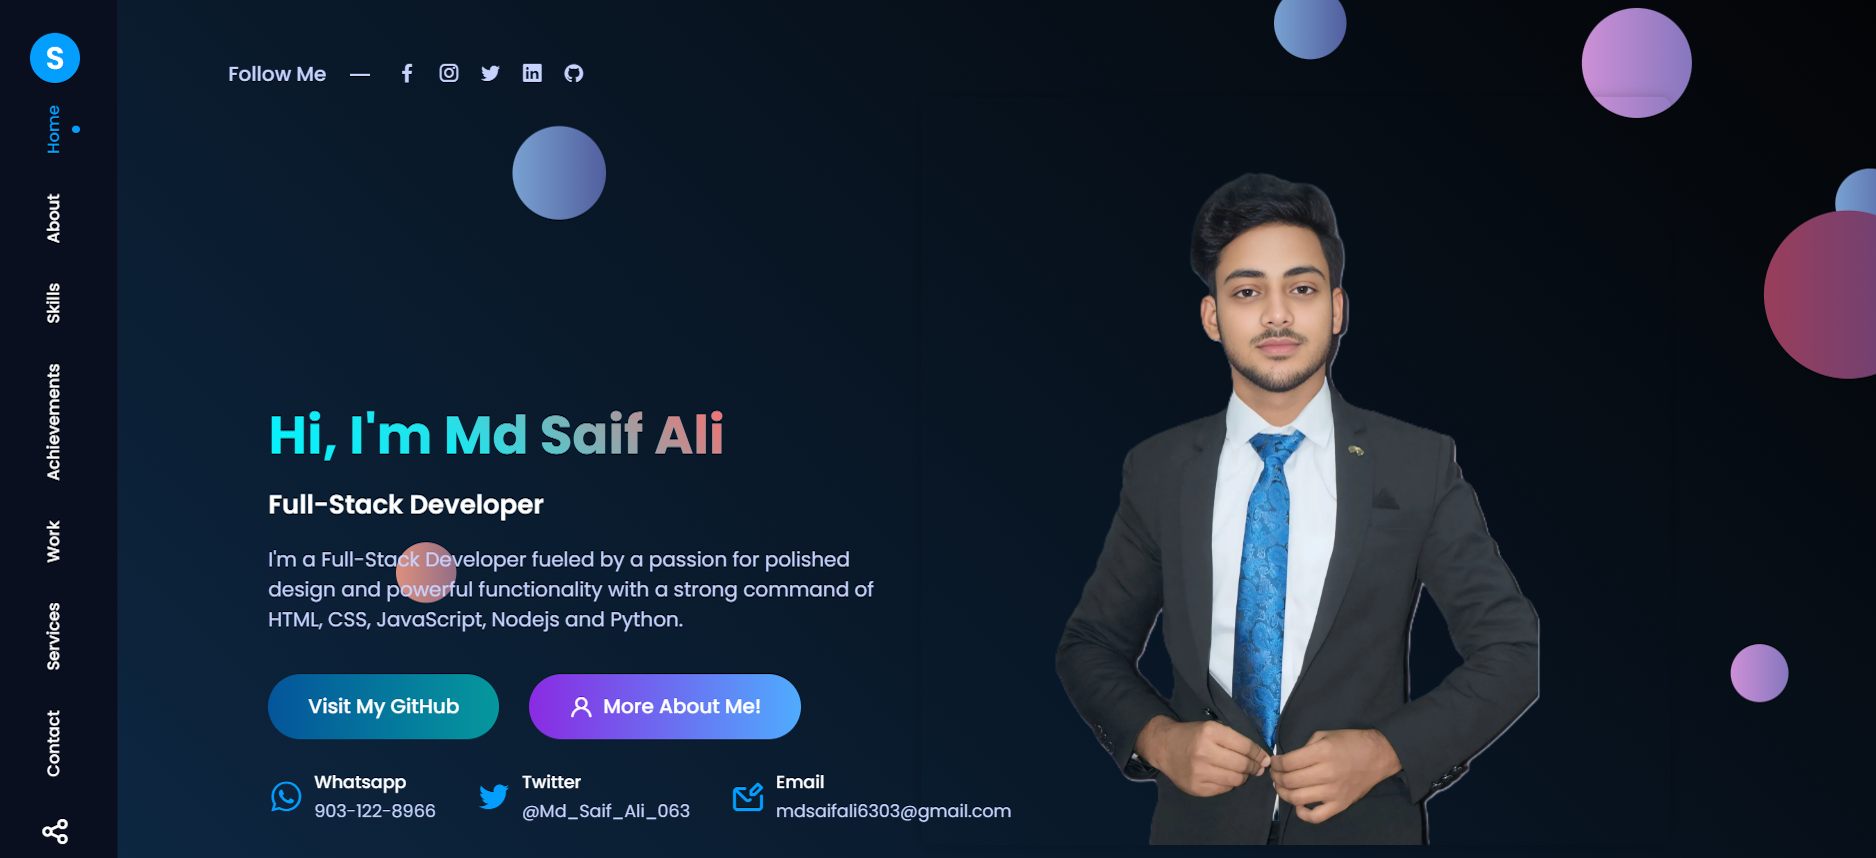 S
Home
About
Skills
Achievements
Work
Services
Contact
Follow Me
Hi, I'm Md Saif Ali
Full-Stack Developer
I'm a Full-Stack Developer fueled by a passion for polished
design and powerful functionality with a strong command of
HTML, CSS, JavaScript, Nodejs and Python.
Visit My GitHub
More About Me!
Whatsapp
903-122-8966
Twitter
@Md_Saif_Ali_063
Email
mdsaifali6303@gmail.com